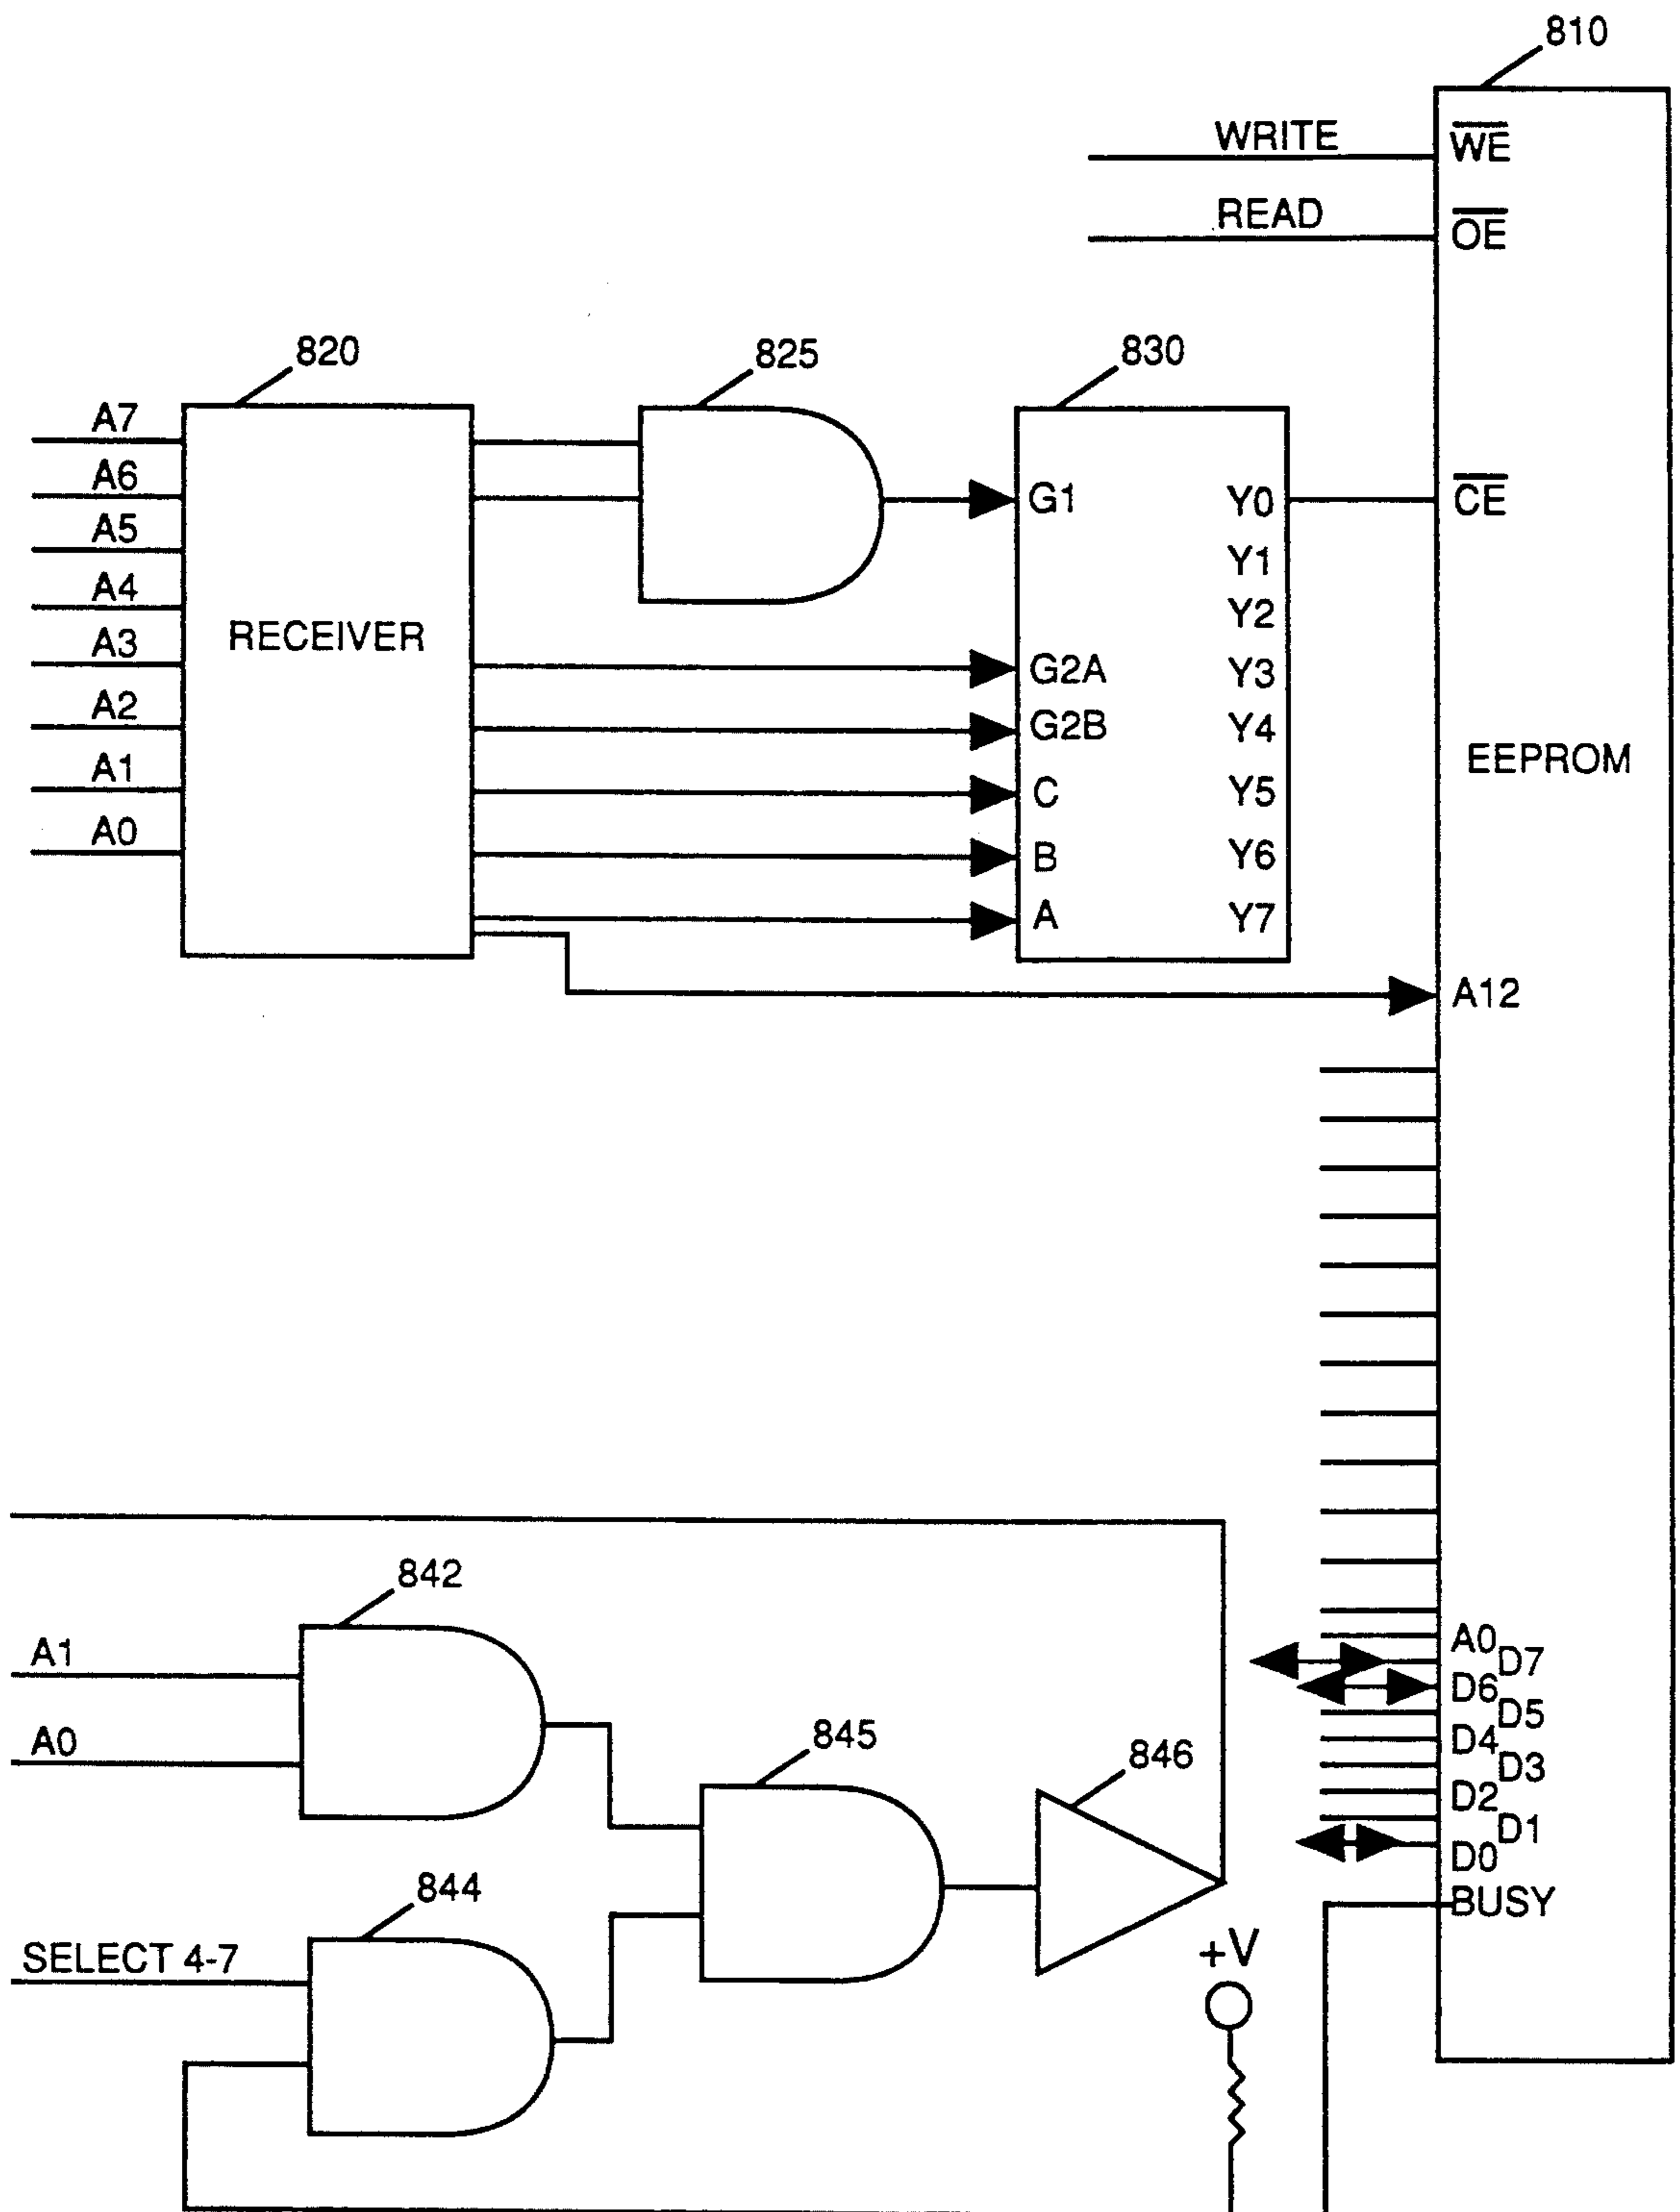 810
WRITE
WE
READ
OE
820
825
830
A7
A6
A5
A4
A3
A2
A1
A0
RECEIVER
G1
G2A
G2B
C
B
A
Y0
Y1
Y2
Y3
Y4
Y5
Y6
Y7
CE
EEPROM
A12
A0
D7
D6
D5
D4
D3
D2
D1
D0
BUSY
842
A1
A0
845
846
844
SELECT 4-7
+V